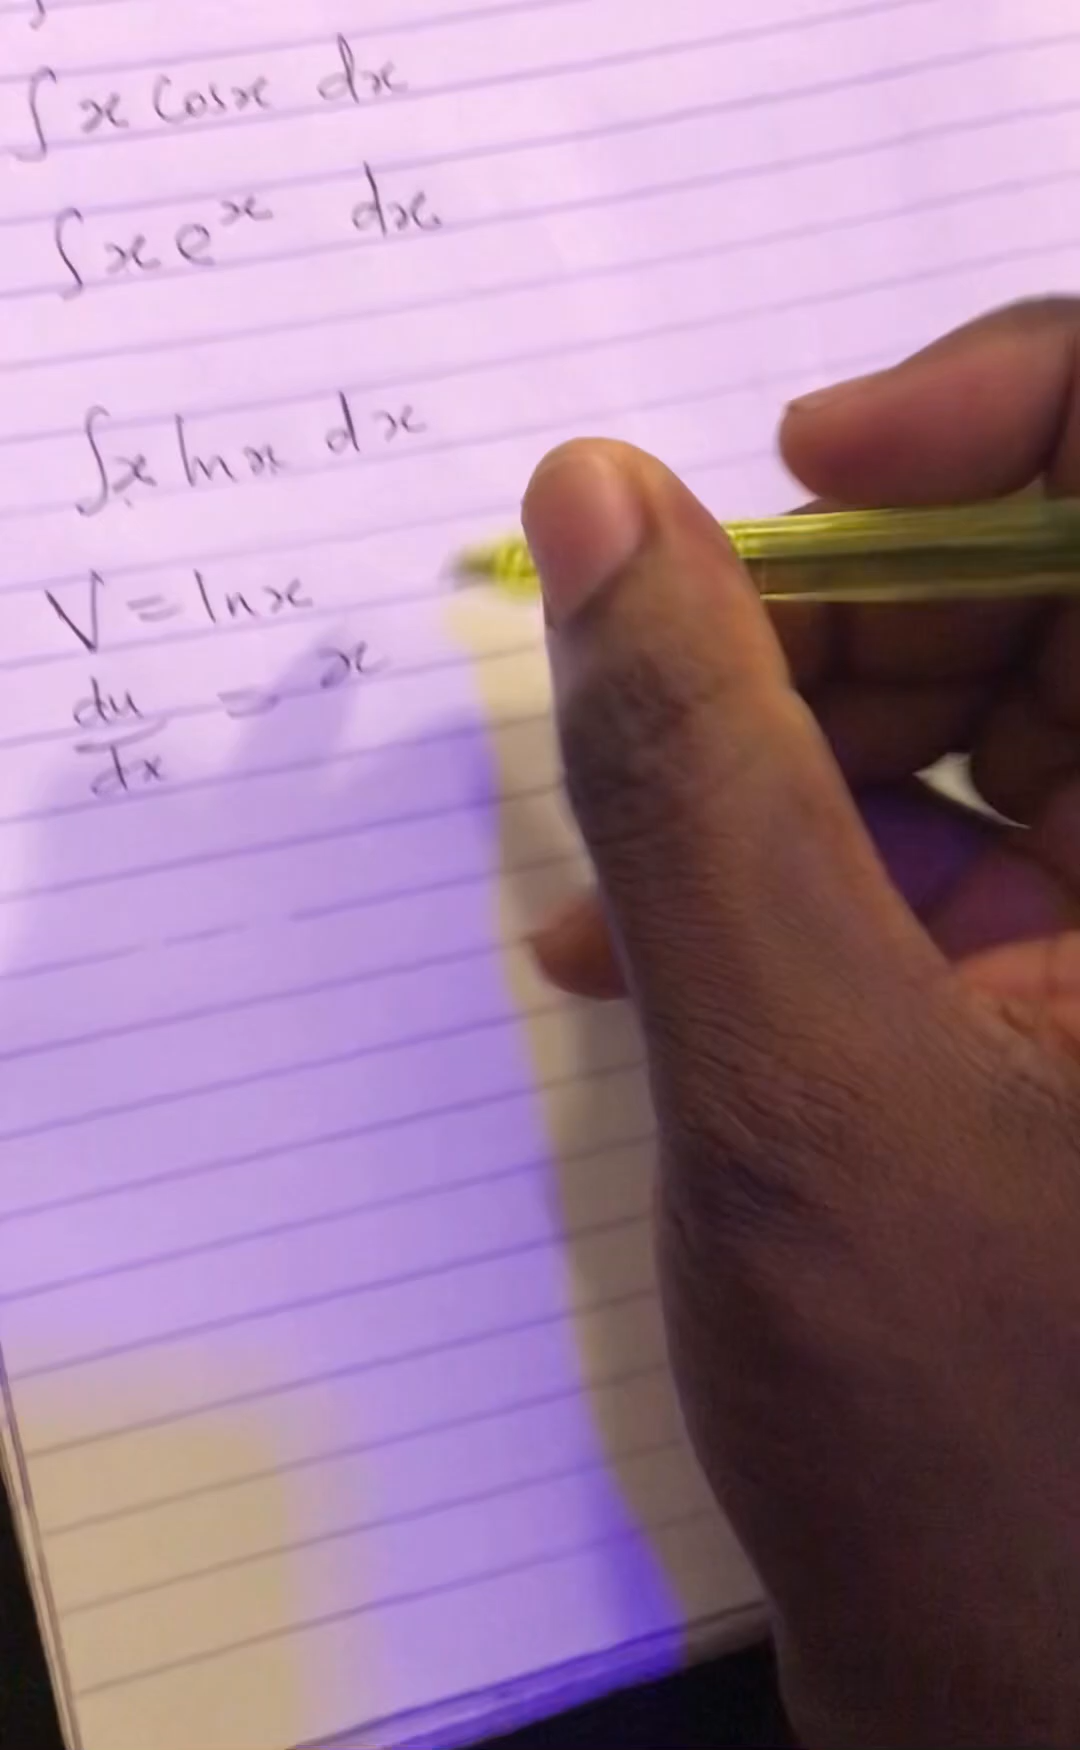 ∫ x cosx dx
∫ x e^x dx
∫ x lnx dx
V = lnx
du/dx = x